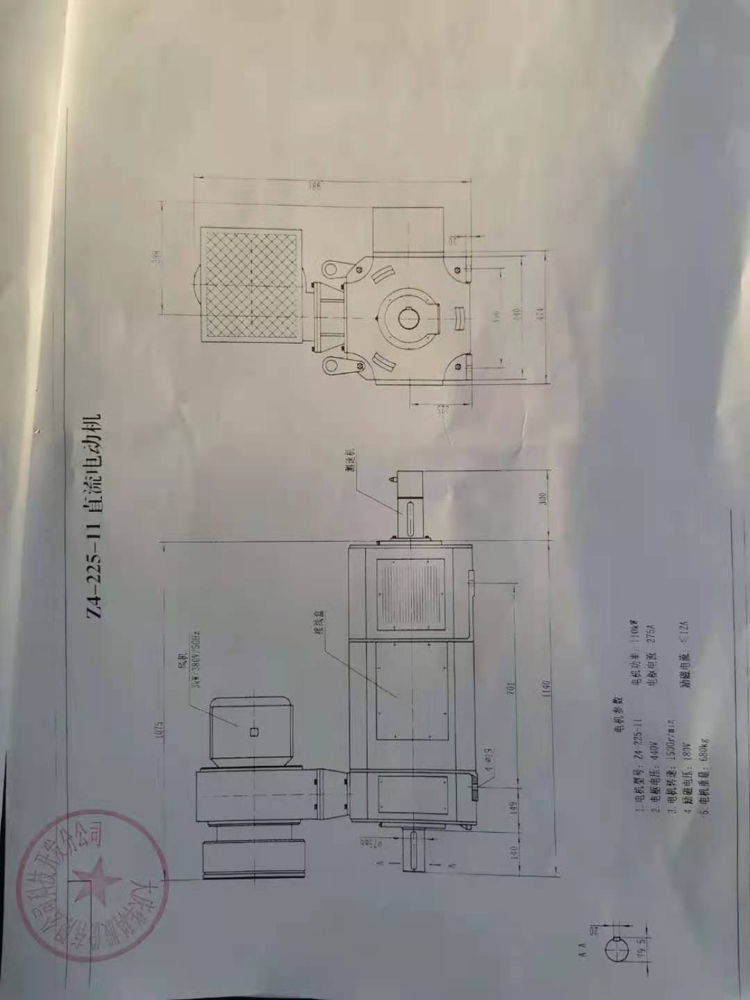 Z4-225-11 直流电动机
1075
风机
3kW/380V/50Hz
接线盒
测速机
4-ø19
140
149
701
1140
300
A
A
348
20
356
440
474
225
A A
20
79.5
电机参数
1.电机型号: Z4-225-11 电机功率: 110kW
2.电枢电压: 440V 电枢电流 275A
3.电机转速: 1500r/min
4.励磁电压: 180V 励磁电流: ≤12A
5.电机重量: 680kg